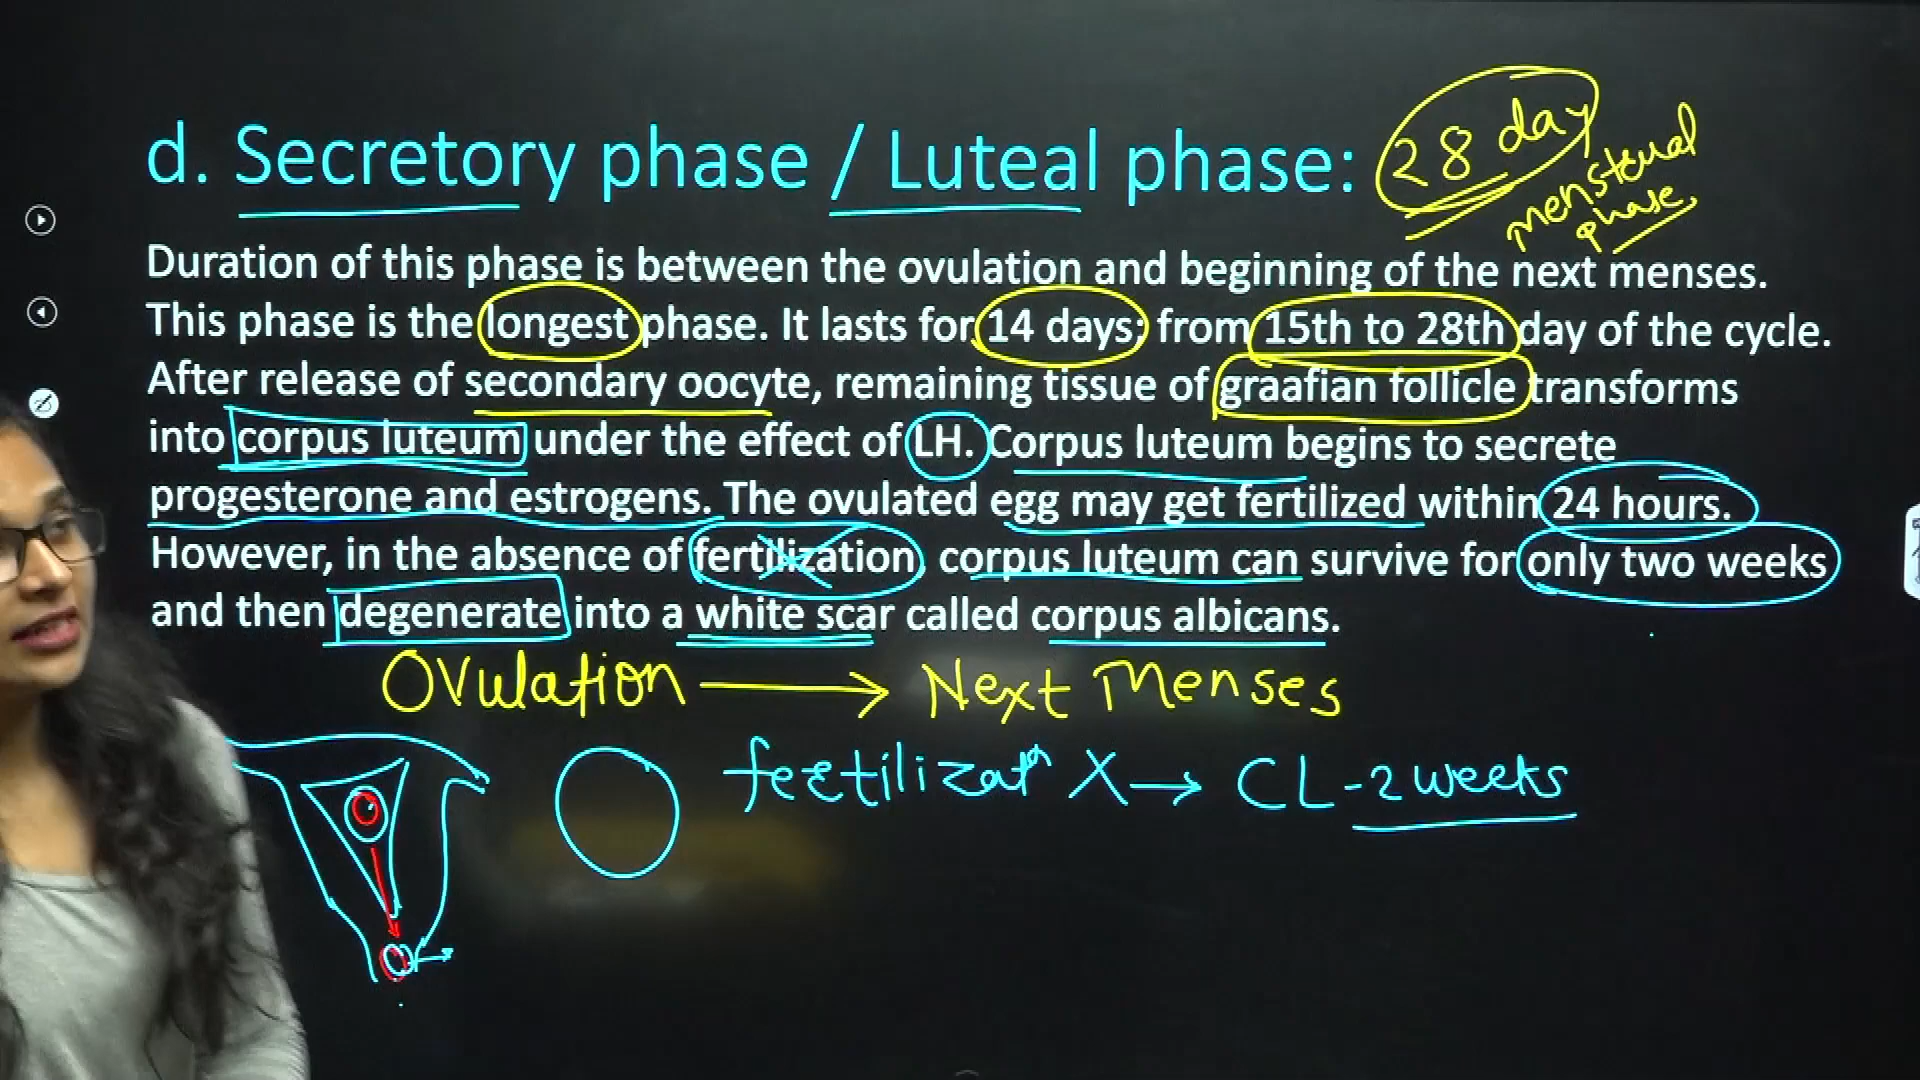 d. Secretory phase / Luteal phase:
28 day
menstrual
phase
Duration of this phase is between the ovulation and beginning of the next menses.
This phase is the longest phase. It lasts for 14 days; from 15th to 28th day of the cycle.
After release of secondary oocyte, remaining tissue of graafian follicle transforms
into corpus luteum under the effect of LH. Corpus luteum begins to secrete
progesterone and estrogens. The ovulated egg may get fertilized within 24 hours.
However, in the absence of fertilization, corpus luteum can survive for only two weeks
and then degenerate into a white scar called corpus albicans.
Ovulation → Next Menses
fertilizatn X → CL - 2 weeks